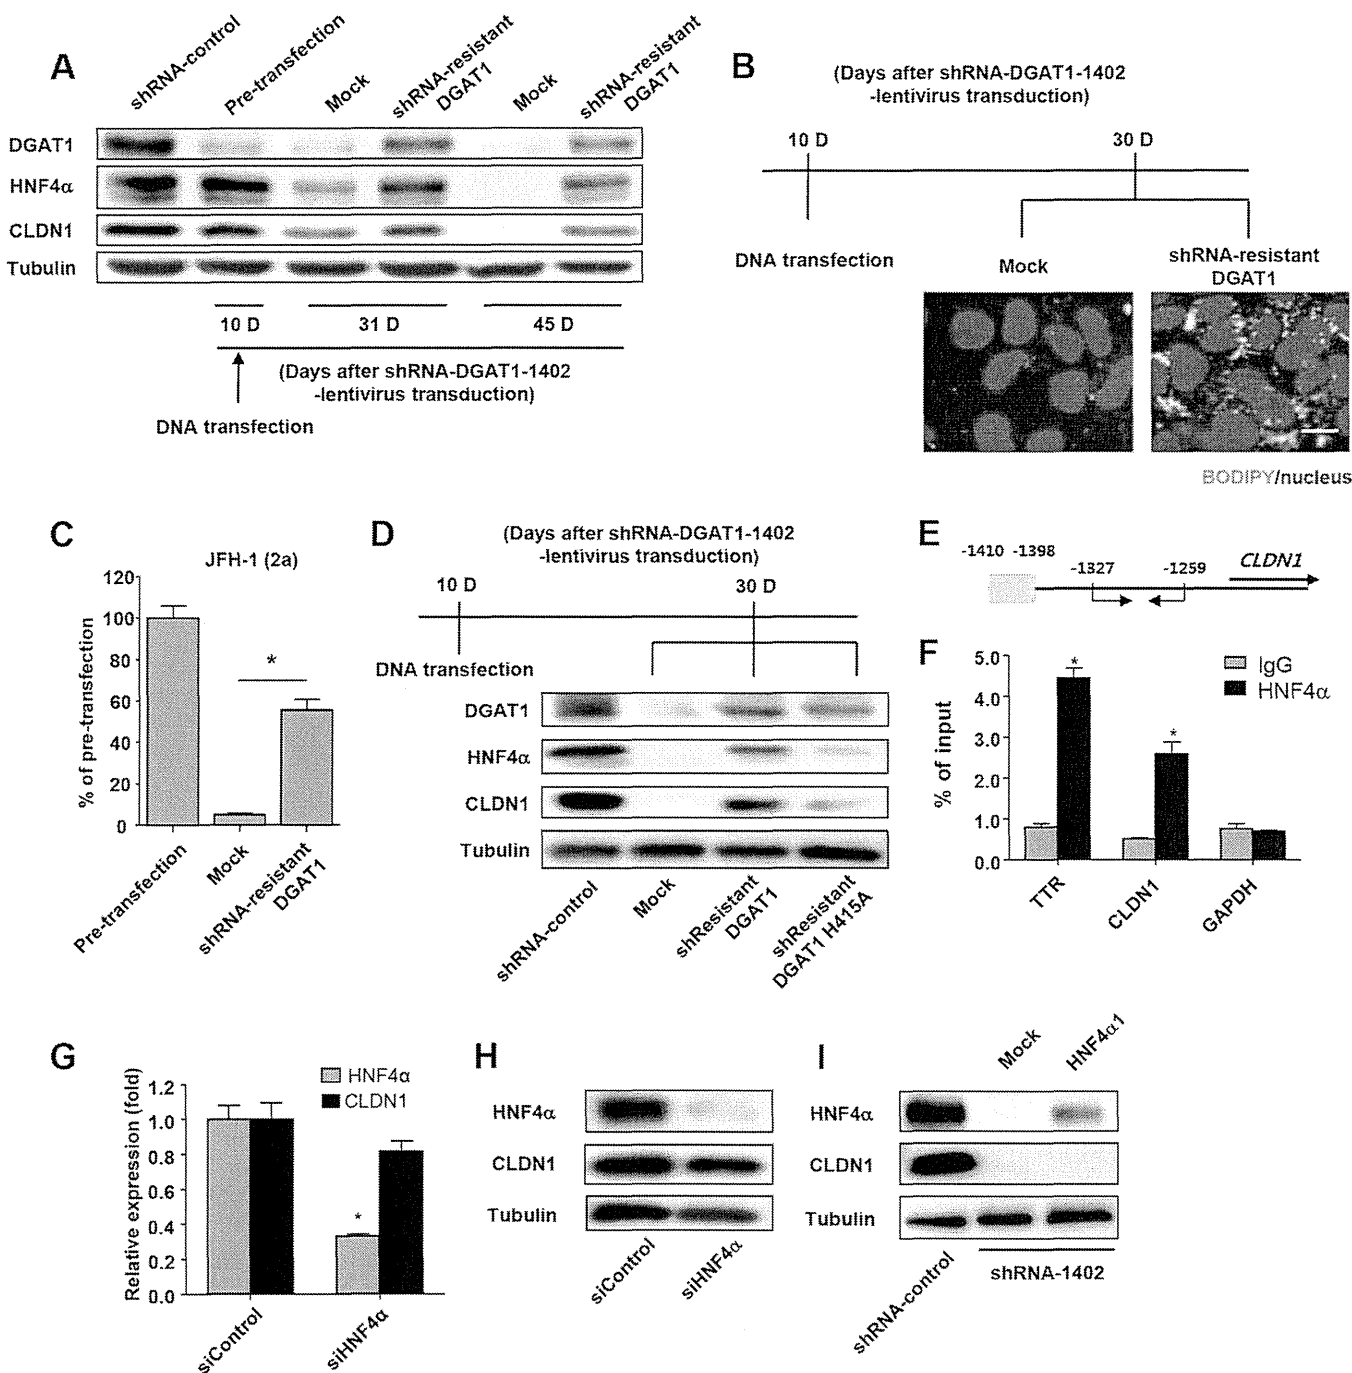 A
shRNA-control
Pre-transfection
Mock
shRNA-resistant
DGAT1
Mock
shRNA-resistant
DGAT1
DGAT1
HNF4α
CLDN1
Tubulin
10 D
31 D
45 D
(Days after shRNA-DGAT1-1402
-lentivirus transduction)
DNA transfection
B
(Days after shRNA-DGAT1-1402
-lentivirus transduction)
10 D
30 D
DNA transfection
Mock
shRNA-resistant
DGAT1
BODIPY/nucleus
C
JFH-1 (2a)
% of pre-transfection
120
100
80
60
40
20
0
*
Pre-transfection
Mock
shRNA-resistant
DGAT1
D
(Days after shRNA-DGAT1-1402
-lentivirus transduction)
10 D
30 D
DNA transfection
DGAT1
HNF4α
CLDN1
Tubulin
shRNA-control
Mock
shResistant
DGAT1
shResistant
DGAT1 H415A
E
-1410 -1398
-1327
-1259
CLDN1
F
% of input
5.0
4.0
3.0
2.0
1.0
0.0
*
*
IgG
HNF4α
TTR
CLDN1
GAPDH
G
Relative expression (fold)
1.2
1.0
0.8
0.6
0.4
0.2
0.0
HNF4α
CLDN1
*
siControl
siHNF4α
H
HNF4α
CLDN1
Tubulin
siControl
siHNF4α
I
Mock
HNF4α1
HNF4α
CLDN1
Tubulin
shRNA-control
shRNA-1402